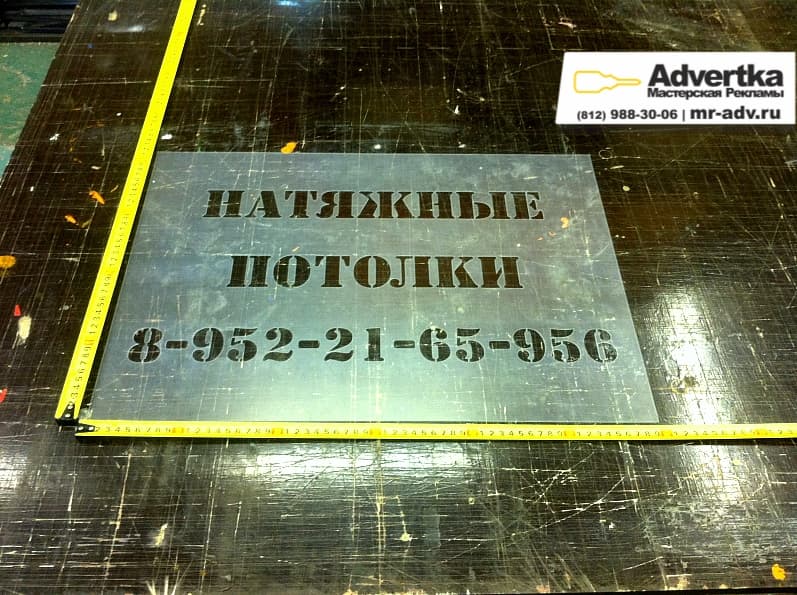 Advertka
Мастерская Рекламы
(812) 988-30-06 | mr-adv.ru
НАТЯЖНЫЕ
ПОТОЛКИ
8-952-21-65-956